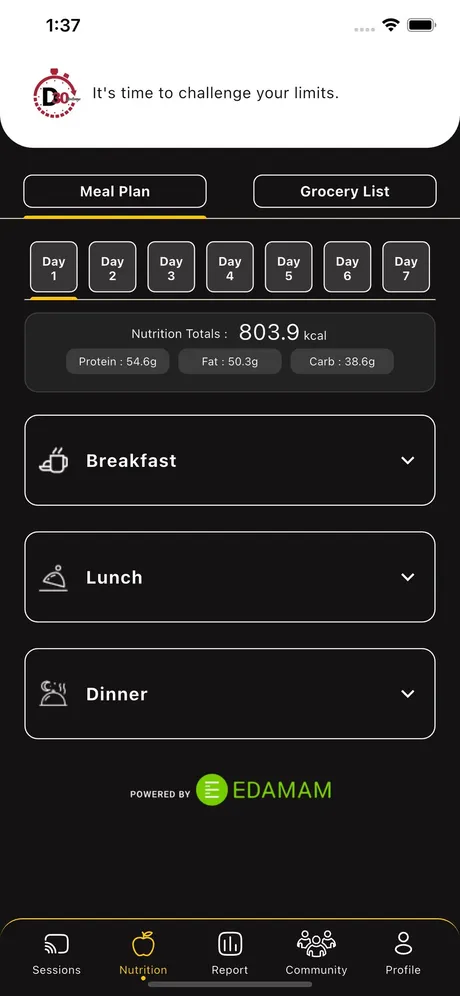 1:37
D30
It's time to challenge your limits.
Meal Plan
Grocery List
Day 1
Day 2
Day 3
Day 4
Day 5
Day 6
Day 7
Nutrition Totals : 803.9 kcal
Protein : 54.6g
Fat : 50.3g
Carb : 38.6g
Breakfast
Lunch
Dinner
POWERED BY EDAMAM
Sessions
Nutrition
Report
Community
Profile